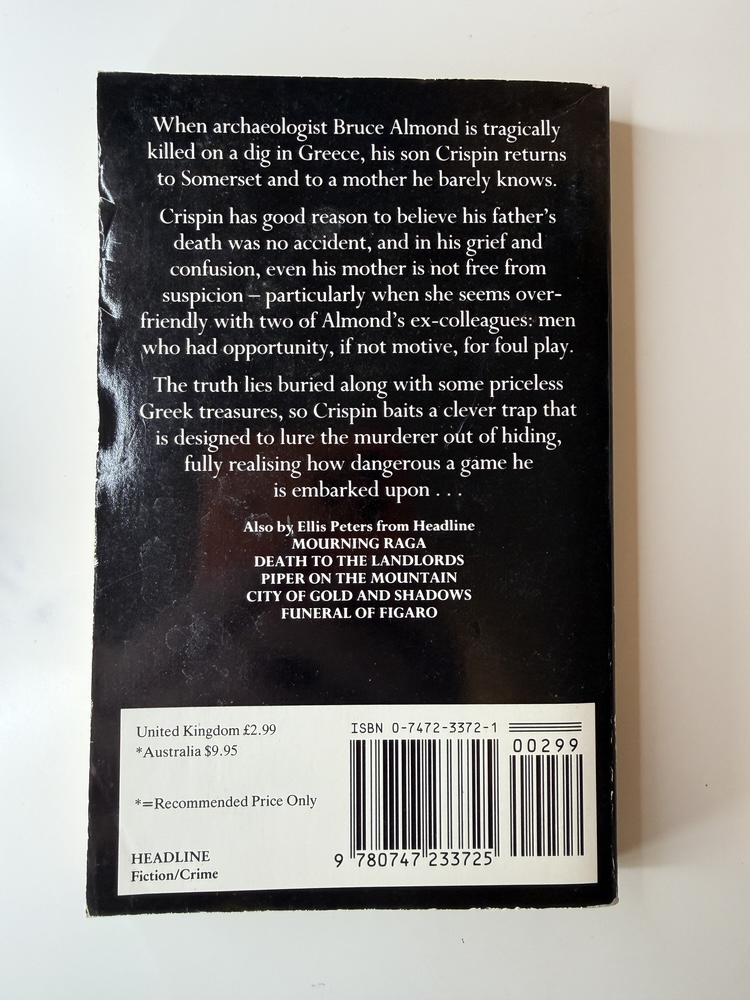 When archaeologist Bruce Almond is tragically
killed on a dig in Greece, his son Crispin returns
to Somerset and to a mother he barely knows.
Crispin has good reason to believe his father's
death was no accident, and in his grief and
confusion, even his mother is not free from
suspicion – particularly when she seems over-
friendly with two of Almond's ex-colleagues: men
who had opportunity, if not motive, for foul play.
The truth lies buried along with some priceless
Greek treasures, so Crispin baits a clever trap that
is designed to lure the murderer out of hiding,
fully realising how dangerous a game he
is embarked upon . . .
Also by Ellis Peters from Headline
MOURNING RAGA
DEATH TO THE LANDLORDS
PIPER ON THE MOUNTAIN
CITY OF GOLD AND SHADOWS
FUNERAL OF FIGARO
United Kingdom £2.99
*Australia $9.95
*=Recommended Price Only
HEADLINE
Fiction/Crime
ISBN 0-7472-3372-1
00299
9 780747 233725